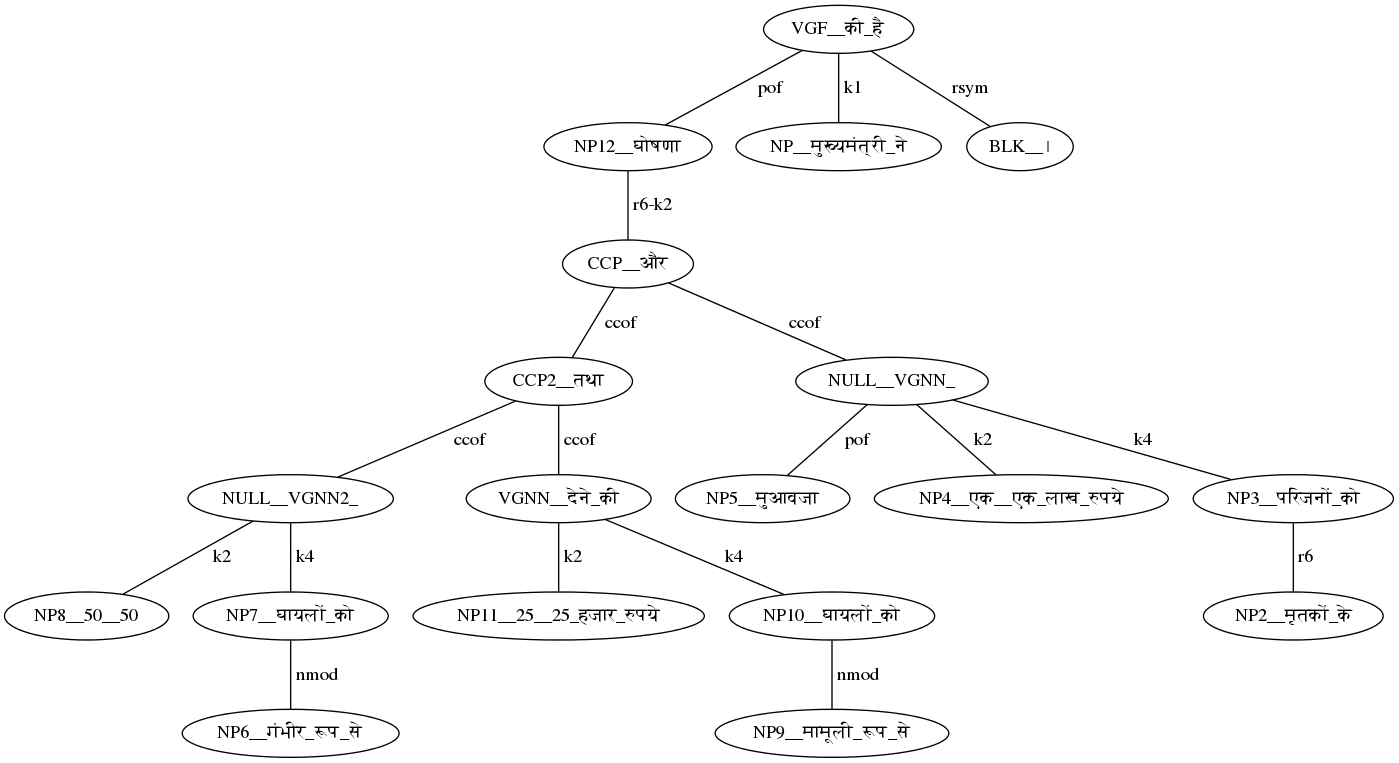 VGF__की_है
pof
k1
rsym
NP12__घोषणा
NP__मुख्यमंत्री_ने
BLK__।
r6-k2
CCP__और
ccof
ccof
CCP2__तथा
NULL__VGNN_
ccof
ccof
pof
k2
k4
NULL__VGNN2_
VGNN__देने_की
NP5__मुआवजा
NP4__एक__एक_लाख_रुपये
NP3__परिजनों_को
k2
k4
k2
k4
r6
NP8__50__50
NP7__घायलों_को
NP11__25__25_हजार_रुपये
NP10__घायलों_को
NP2__मृतकों_के
nmod
nmod
NP6__गंभीर_रूप_से
NP9__मामूली_रूप_से